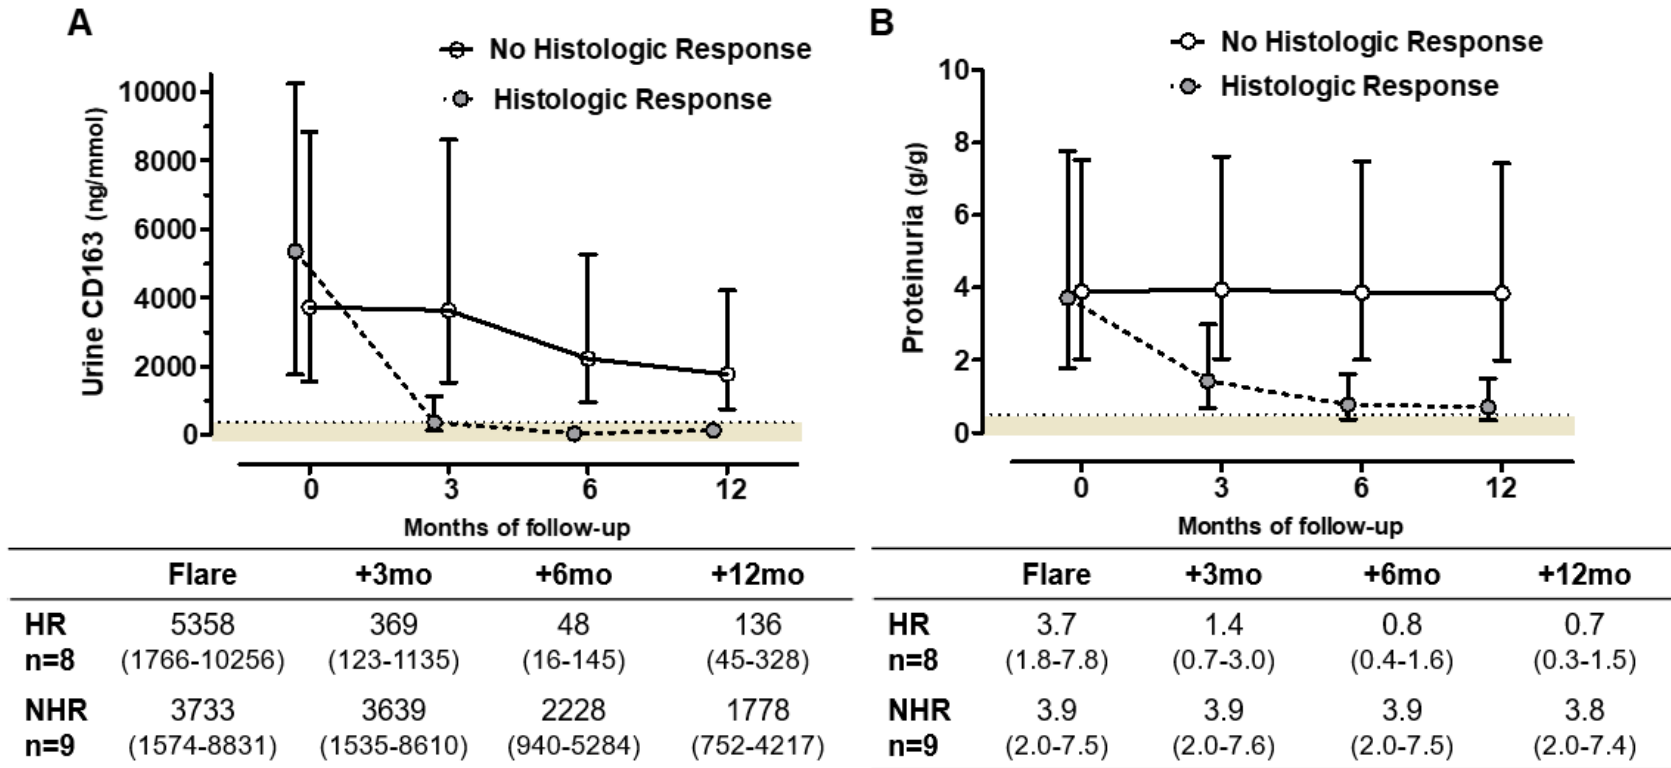 A
No Histologic Response
Histologic Response
Urine CD163 (ng/mmol)
10000
8000
6000
4000
2000
0
0 3 6 12
Months of follow-up
Flare +3mo +6mo +12mo
HR 5358 369 48 136
n=8 (1766-10256) (123-1135) (16-145) (45-328)
NHR 3733 3639 2228 1778
n=9 (1574-8831) (1535-8610) (940-5284) (752-4217)
B
No Histologic Response
Histologic Response
Proteinuria (g/g)
10
8
6
4
2
0
0 3 6 12
Months of follow-up
Flare +3mo +6mo +12mo
HR 3.7 1.4 0.8 0.7
n=8 (1.8-7.8) (0.7-3.0) (0.4-1.6) (0.3-1.5)
NHR 3.9 3.9 3.9 3.8
n=9 (2.0-7.5) (2.0-7.6) (2.0-7.5) (2.0-7.4)